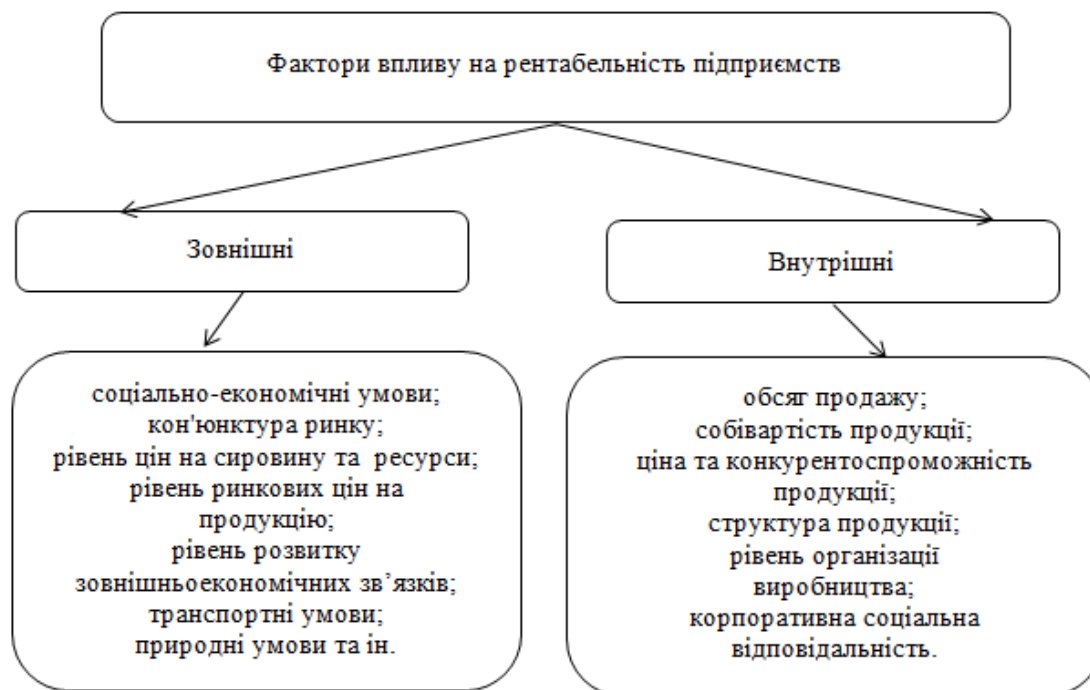 Фактори впливу на рентабельність підприємств
Зовнішні
Внутрішні
соціально-економічні умови;
кон'юнктура ринку;
рівень цін на сировину та ресурси;
рівень ринкових цін на
продукцію;
рівень розвитку
зовнішньоекономічних зв’язків;
транспортні умови;
природні умови та ін.
обсяг продажу;
собівартість продукції;
ціна та конкурентоспроможність
продукції;
структура продукції;
рівень організації
виробництва;
корпоративна соціальна
відповідальність.